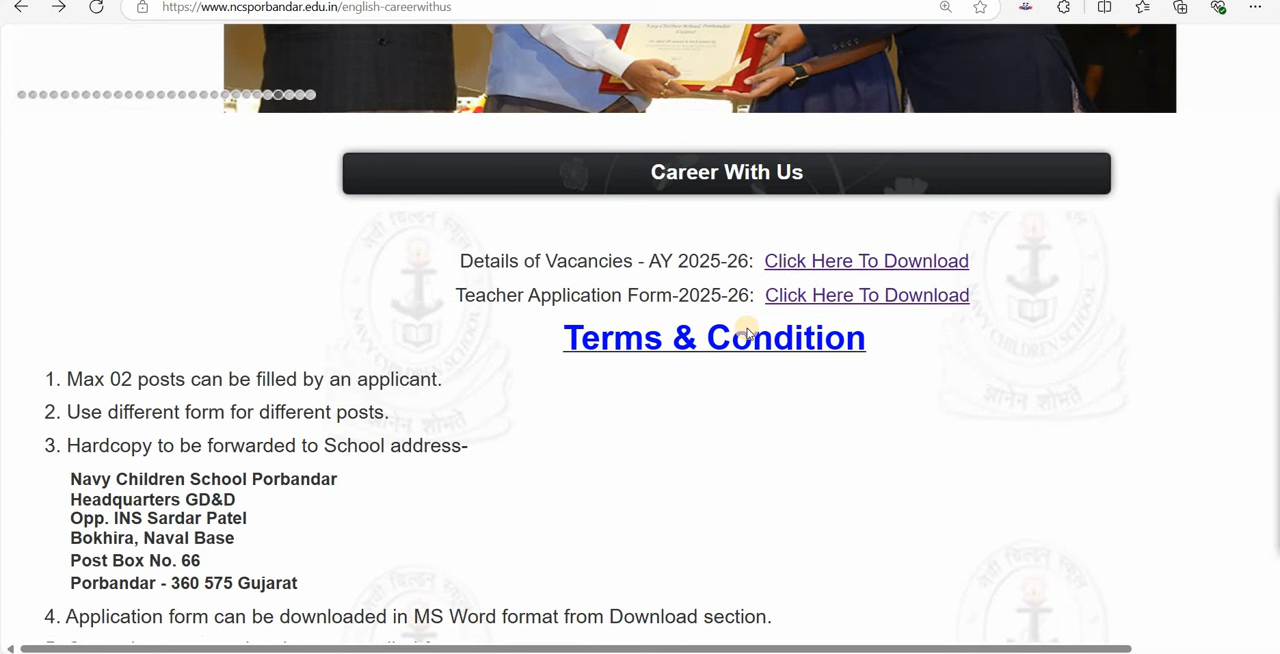 https://www.ncsporbandar.edu.in/english-careerwithus
Career With Us
Details of Vacancies - AY 2025-26: Click Here To Download
Teacher Application Form-2025-26: Click Here To Download
Terms & Condition
1. Max 02 posts can be filled by an applicant.
2. Use different form for different posts.
3. Hardcopy to be forwarded to School address-
Navy Children School Porbandar
Headquarters GD&D
Opp. INS Sardar Patel
Bokhira, Naval Base
Post Box No. 66
Porbandar - 360 575 Gujarat
4. Application form can be downloaded in MS Word format from Download section.